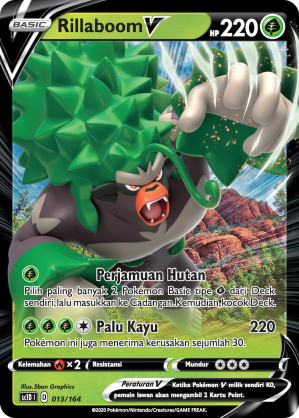 BASIC Rillaboom V HP 220
Perjamuan Hutan
Pilih paling banyak 2 Pokémon Basic tipe dari Deck
sendiri, lalu masukkan ke Cadangan. Kemudian, kocok Deck.
Palu Kayu 220
Pokémon ini juga menerima kerusakan sejumlah 30.
Kelemahan × 2 Resistansi Mundur
Illus. 5ban Graphics
Peraturan V Ketika Pokémon V milik sendiri KO,
pemain lawan akan mengambil 2 Kartu Point.
sc1D I D 013/164
©2020 Pokémon/Nintendo/Creatures/GAME FREAK.